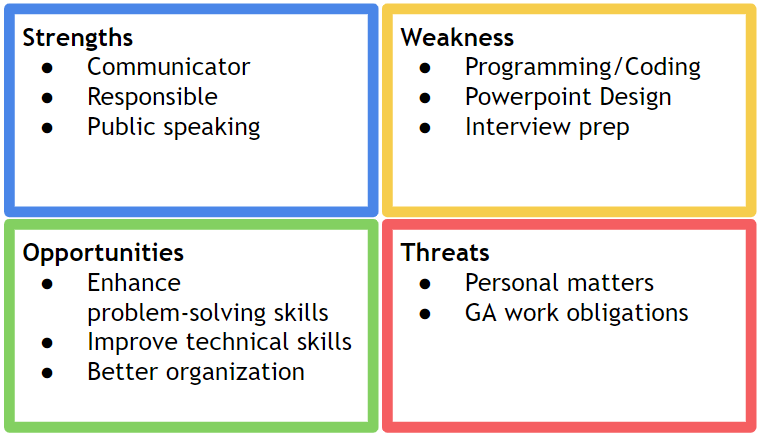 Strengths
● Communicator
● Responsible
● Public speaking
Weakness
● Programming/Coding
● Powerpoint Design
● Interview prep
Opportunities
● Enhance
problem-solving skills
● Improve technical skills
● Better organization
Threats
● Personal matters
● GA work obligations